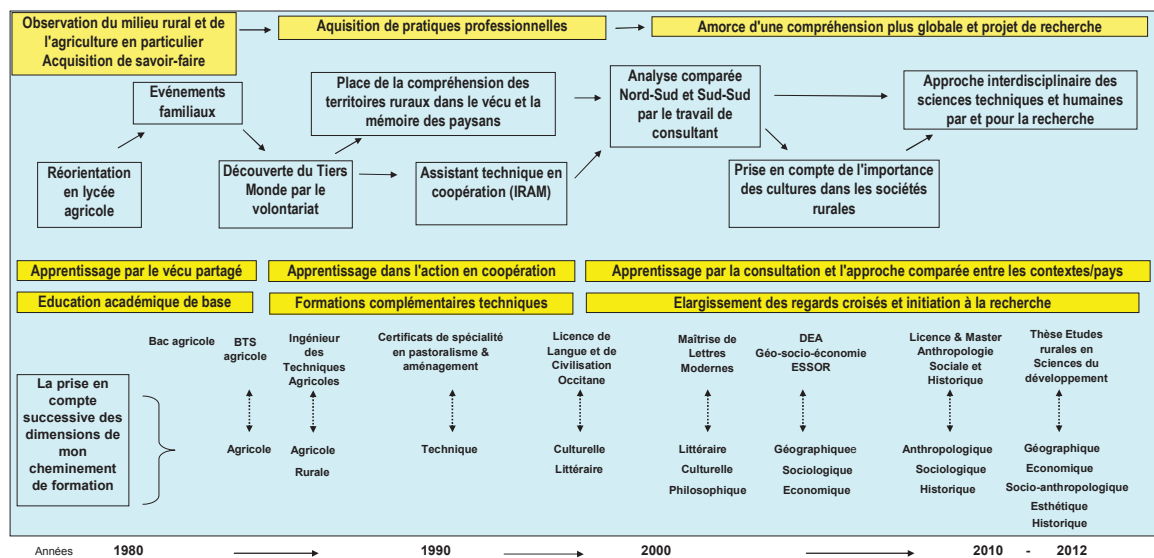 Observation du milieu rural et de
l'agriculture en particulier
Acquisition de savoir-faire
Aquisition de pratiques professionnelles
Amorce d'une compréhension plus globale et projet de recherche
Evénements
familiaux
Place de la compréhension des
territoires ruraux dans le vécu et la
mémoire des paysans
Analyse comparée
Nord-Sud et Sud-Sud
par le travail de
consultant
Approche interdisciplinaire des
sciences techniques et humaines
par et pour la recherche
Réorientation
en lycée
agricole
Découverte du Tiers
Monde par le
volontariat
Assistant technique en
coopération (IRAM)
Prise en compte de l'importance
des cultures dans les sociétés
rurales
Apprentissage par le vécu partagé
Apprentissage dans l'action en coopération
Apprentissage par la consultation et l'approche comparée entre les contextes/pays
Education académique de base
Formations complémentaires techniques
Elargissement des regards croisés et initiation à la recherche
Bac agricole
BTS
agricole
Ingénieur
des
Techniques
Agricoles
Certificats de spécialité
en pastoralisme &
aménagement
Licence de
Langue et de
Civilisation
Occitane
Maîtrise de
Lettres
Modernes
DEA
Géo-socio-économie
ESSOR
Licence & Master
Anthropologie
Sociale et
Historique
Thèse Etudes
rurales en
Sciences du
développement
La prise en
compte
successive des
dimensions de
mon
cheminement
de formation
Agricole
Agricole
Rurale
Technique
Culturelle
Littéraire
Littéraire
Culturelle
Philosophique
Géographiquee
Sociologique
Economique
Anthropologique
Sociologique
Historique
Géographique
Economique
Socio-anthropologique
Esthétique
Historique
Années 1980 1990 2000 2010 - 2012